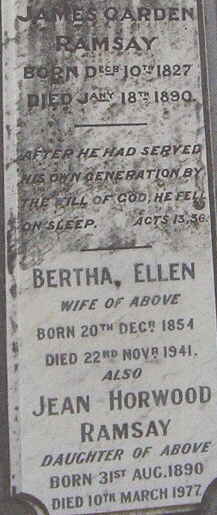 JAMES GARDEN
RAMSAY
BORN DECR 10TH 1827
DIED JANY 18TH 1890.
AFTER HE HAD SERVED
HIS OWN GENERATION BY
THE WILL OF GOD, HE FELL
ON SLEEP. ACTS 13,36.
BERTHA, ELLEN
WIFE OF ABOVE
BORN 20TH DECR 1854
DIED 22ND NOVR 1941.
ALSO
JEAN HORWOOD
RAMSAY
DAUGHTER OF ABOVE
BORN 31ST AUG. 1890
DIED 10TH MARCH 1977